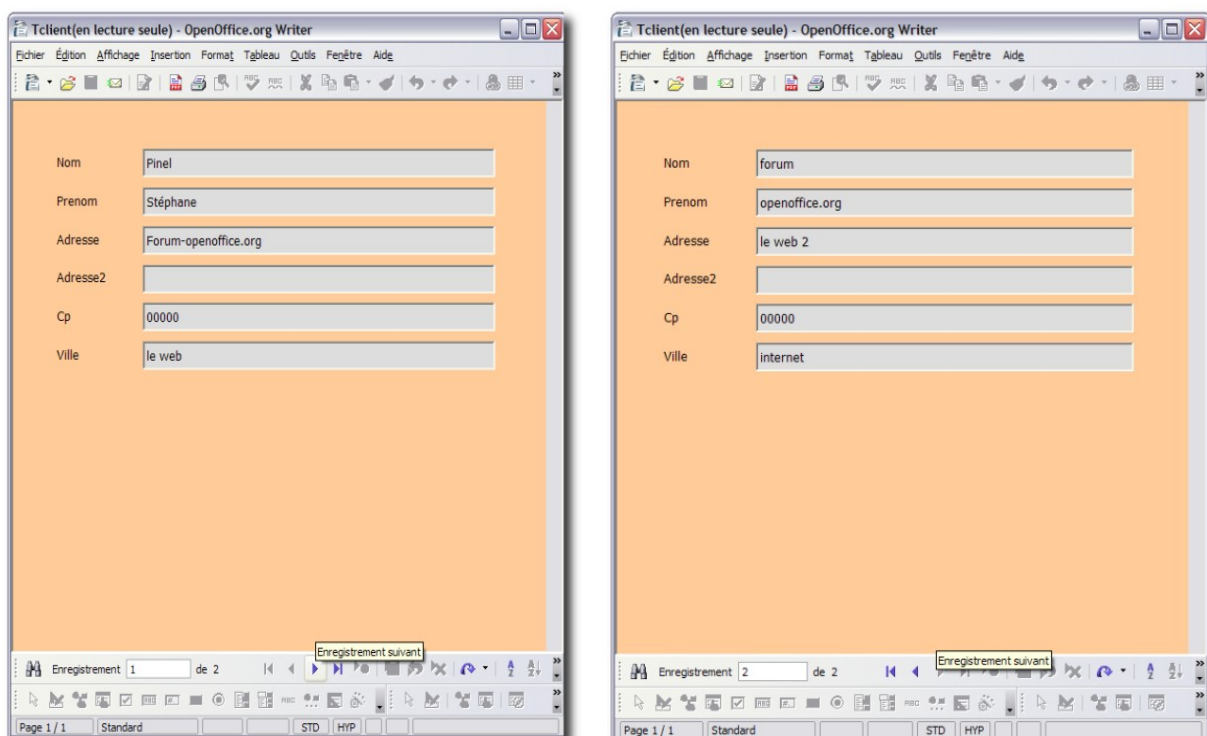 Tclient(en lecture seule) - OpenOffice.org Writer
Fichier Édition Affichage Insertion Format Tableau Outils Fenêtre Aide
Nom Pinel
Prenom Stéphane
Adresse Forum-openoffice.org
Adresse2
Cp 00000
Ville le web
Enregistrement suivant
Enregistrement 1 de 2
Page 1 / 1 Standard STD HYP
Tclient(en lecture seule) - OpenOffice.org Writer
Fichier Édition Affichage Insertion Format Tableau Outils Fenêtre Aide
Nom forum
Prenom openoffice.org
Adresse le web 2
Adresse2
Cp 00000
Ville internet
Enregistrement suivant
Enregistrement 2 de 2
Page 1 / 1 Standard STD HYP